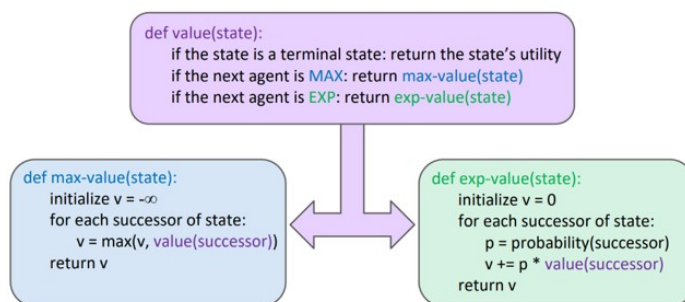 def value(state):
if the state is a terminal state: return the state’s utility
if the next agent is MAX: return max-value(state)
if the next agent is EXP: return exp-value(state)
def max-value(state):
initialize v = -∞
for each successor of state:
v = max(v, value(successor))
return v
def exp-value(state):
initialize v = 0
for each successor of state:
p = probability(successor)
v += p * value(successor)
return v